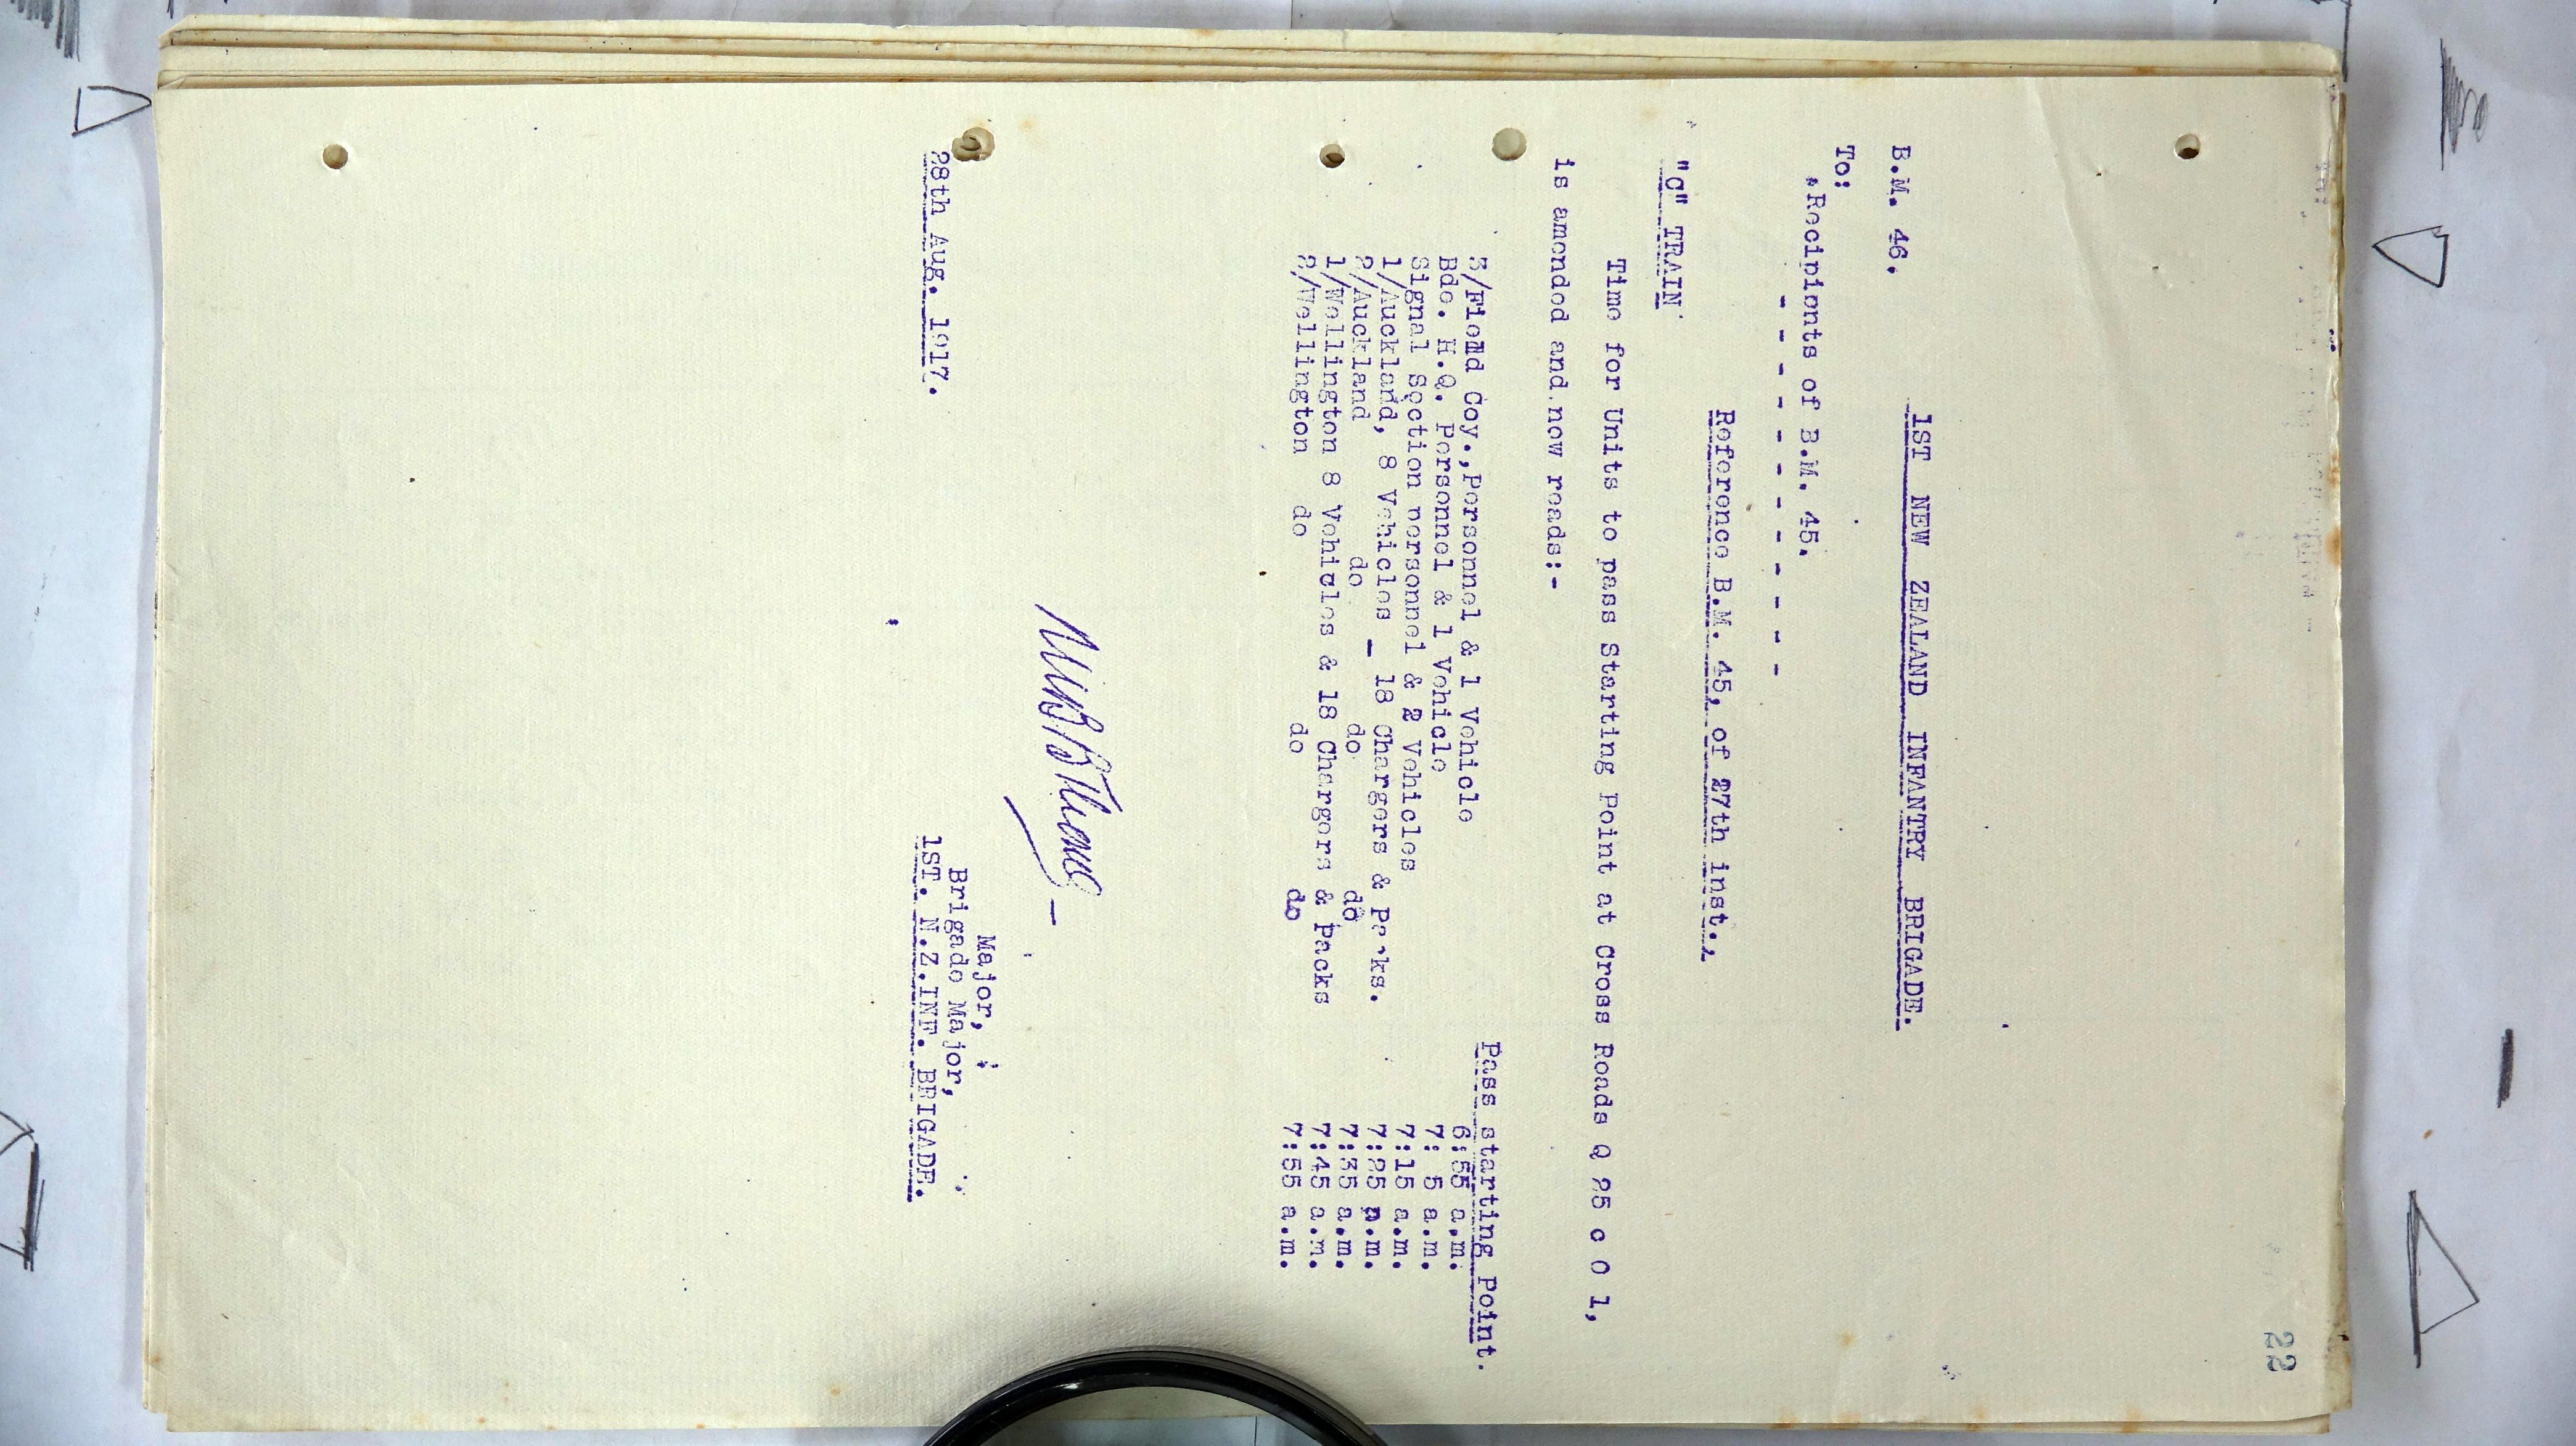 22
1ST NEW ZEALAND INFANTRY BRIGADE.
B.M. 46.
To:
Recipients of B.M. 45.
- - - - - - - - - - - -
Reference B.M. 45, of 27th inst.,
"C" TRAIN
Time for Units to pass Starting Point at Cross Roads Q 25 c 0 1,
is amended and now reads:-
Pass starting Point.
3/Field Coy.,Personnel & 1 Vehicle 6:55 a.m.
Bde. H.Q. Personnel & 1 Vehicle 7: 5 a.m.
Signal Section personnel & 2 Vehicles 7:15 a.m.
1/Auckland, 8 Vehicles - 18 Chargers & Packs. 7:25 a.m.
2/Auckland do do do 7:35 a.m.
1/Wellington 8 Vehicles & 18 Chargers & Packs 7:45 a.m.
2/Wellington do do do 7:55 a.m.
Major,
Brigade Major,
28th Aug. 1917. 1ST. N.Z.INF. BRIGADE.